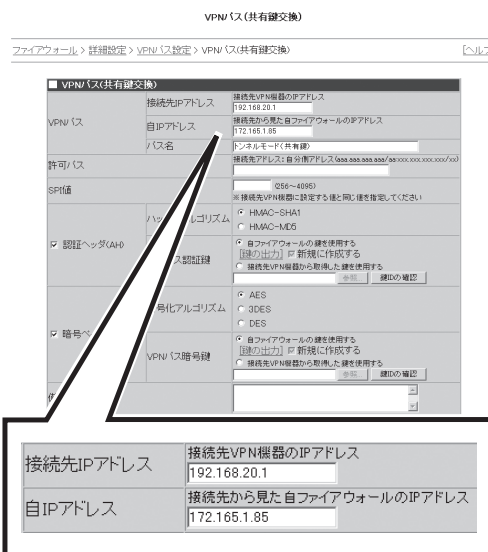 VPNパス(共有鍵交換)
ファイアウォール > 詳細設定 > VPNパス設定 > VPNパス(共有鍵交換)
[ヘルプ
■ VPNパス(共有鍵交換)
VPNパス
接続先IPアドレス
接続先VPN機器のIPアドレス
192.168.20.1
自IPアドレス
接続先から見た自ファイアウォールのIPアドレス
172.165.1.85
パス名
トンネルモード(共有鍵)
許可パス
接続先アドレス:自分側アドレス(aaa.aaa.aaa.aaa/aa:xxx.xxx.xxx.xxx/xx)
SPI値
(256～4095)
※接続先VPN機器に設定する値と同じ値を指定してください
認証ヘッダ(AH)
ルゴリズム
HMAC-SHA1
HMAC-MD5
ス認証鍵
自ファイアウォールの鍵を使用する
[鍵の出力] 新規に作成する
接続先VPN機器から取得した鍵を使用する
参照... 鍵IDの確認
暗号ペ
号化アルゴリズム
AES
3DES
DES
VPNパス暗号鍵
自ファイアウォールの鍵を使用する
[鍵の出力] 新規に作成する
接続先VPN機器から取得した鍵を使用する
参照... 鍵IDの確認
接続先IPアドレス
接続先VPN機器のIPアドレス
192.168.20.1
自IPアドレス
接続先から見た自ファイアウォールのIPアドレス
172.165.1.85